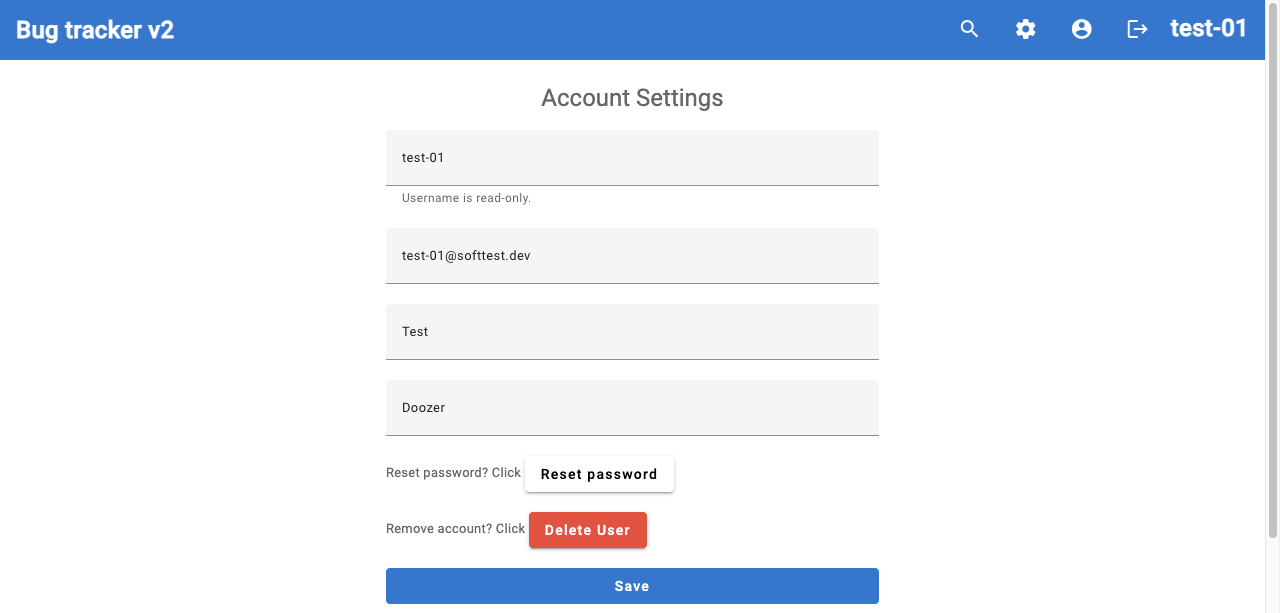 Bug tracker v2
test-01
Account Settings
test-01
Username is read-only.
test-01@softtest.dev
Test
Doozer
Reset password? Click Reset password
Remove account? Click Delete User
Save